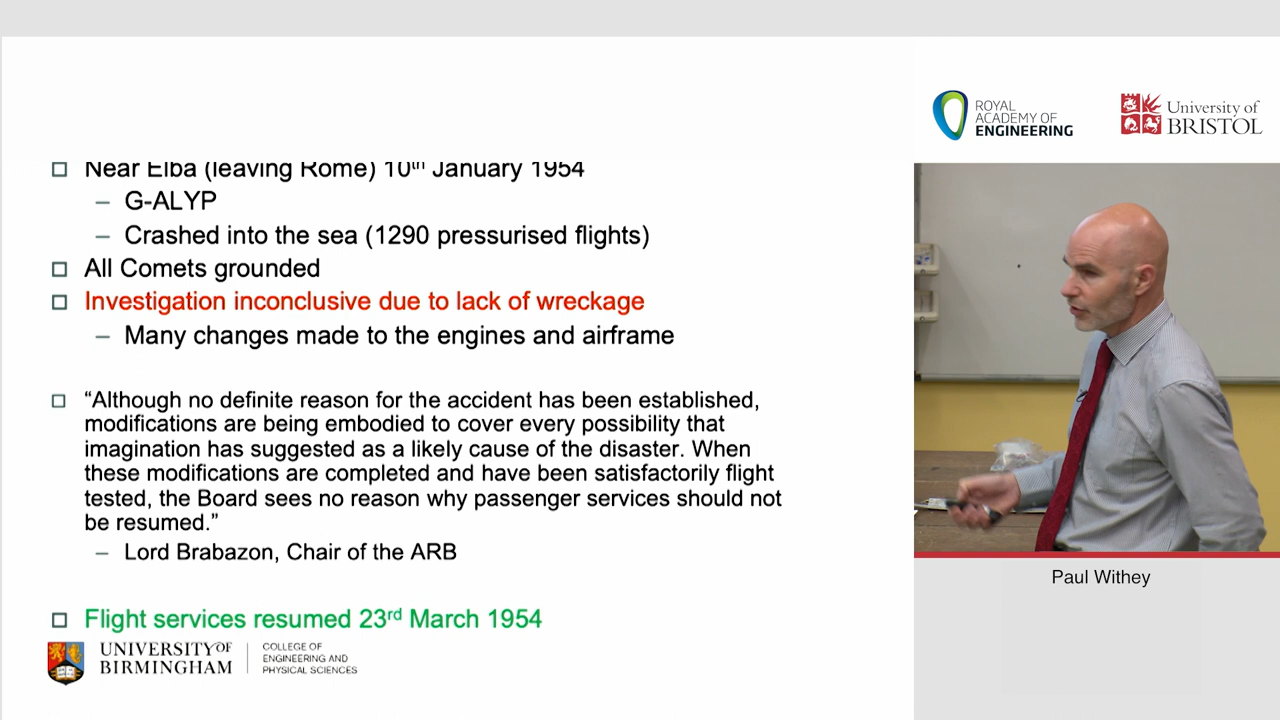 Near Elba (leaving Rome) 10th January 1954
– G-ALYP
– Crashed into the sea (1290 pressurised flights)
All Comets grounded
Investigation inconclusive due to lack of wreckage
– Many changes made to the engines and airframe
“Although no definite reason for the accident has been established,
modifications are being embodied to cover every possibility that
imagination has suggested as a likely cause of the disaster. When
these modifications are completed and have been satisfactorily flight
tested, the Board sees no reason why passenger services should not
be resumed.”
– Lord Brabazon, Chair of the ARB
Flight services resumed 23rd March 1954
UNIVERSITY OF
BIRMINGHAM
COLLEGE OF
ENGINEERING AND
PHYSICAL SCIENCES
ROYAL
ACADEMY OF
ENGINEERING
University of
BRISTOL
Paul Withey